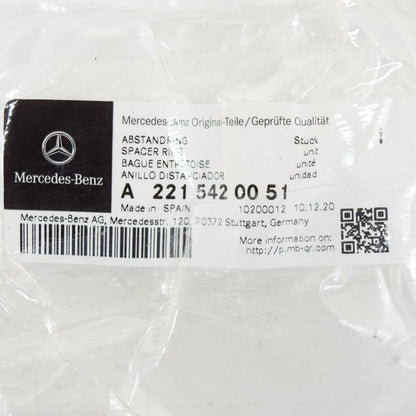 Mercedes-Benz
Mercedes-Benz Original-Teile/Geprüfte Qualität
ABSTANDRING Stück
SPACER RING unit
BAGUE ENTRETOISE unité
ANILLO DISTANCIADOR unidad
A 221 542 00 51
Made in SPAIN 10200012 10.12.20
Mercedes-Benz AG, Mercedesstr. 120, 70372 Stuttgart, Germany
More information on:
http://p.mb-qr.com/